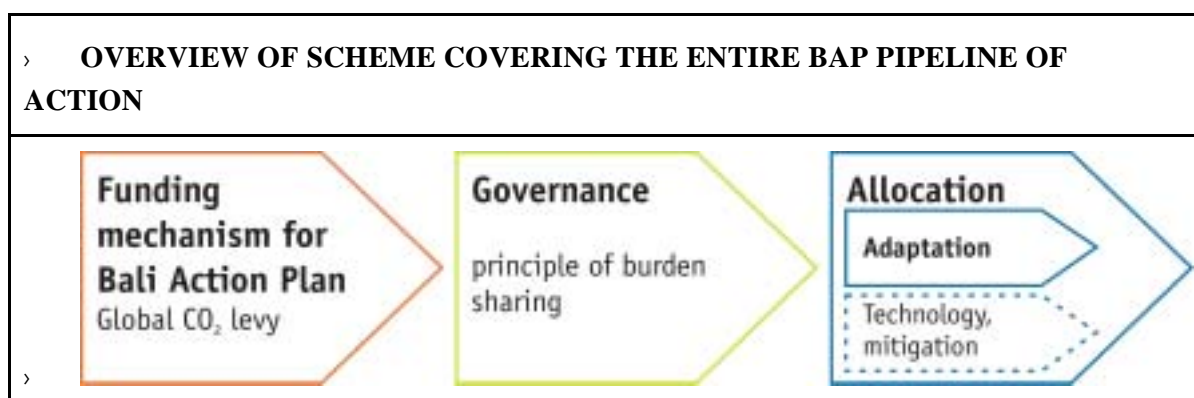 › OVERVIEW OF SCHEME COVERING THE ENTIRE BAP PIPELINE OF
ACTION
Funding
mechanism for
Bali Action Plan
Global CO₂ levy
Governance
principle of burden
sharing
Allocation
Adaptation
Technology,
mitigation
›